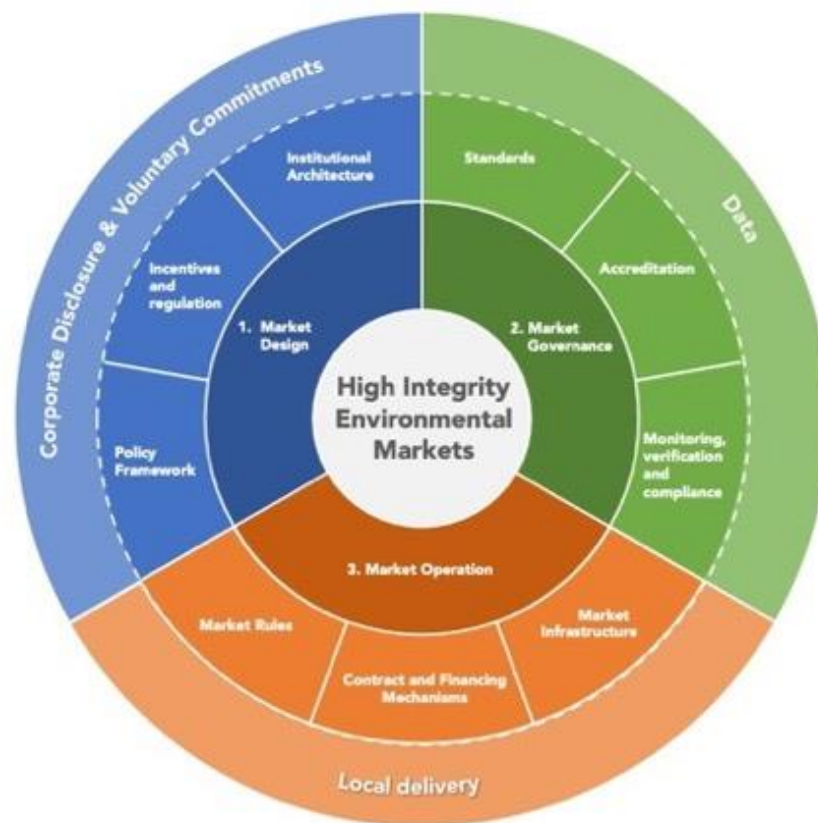 Corporate Disclosure & Voluntary Commitments
Institutional
Architecture
Incentives
and
regulation
Policy
Framework
1. Market
Design
Data
Standards
Accreditation
Monitoring,
verification
and
compliance
2. Market
Governance
High Integrity
Environmental
Markets
3. Market Operation
Market Rules
Contract and Financing
Mechanisms
Market
Infrastructure
Local delivery